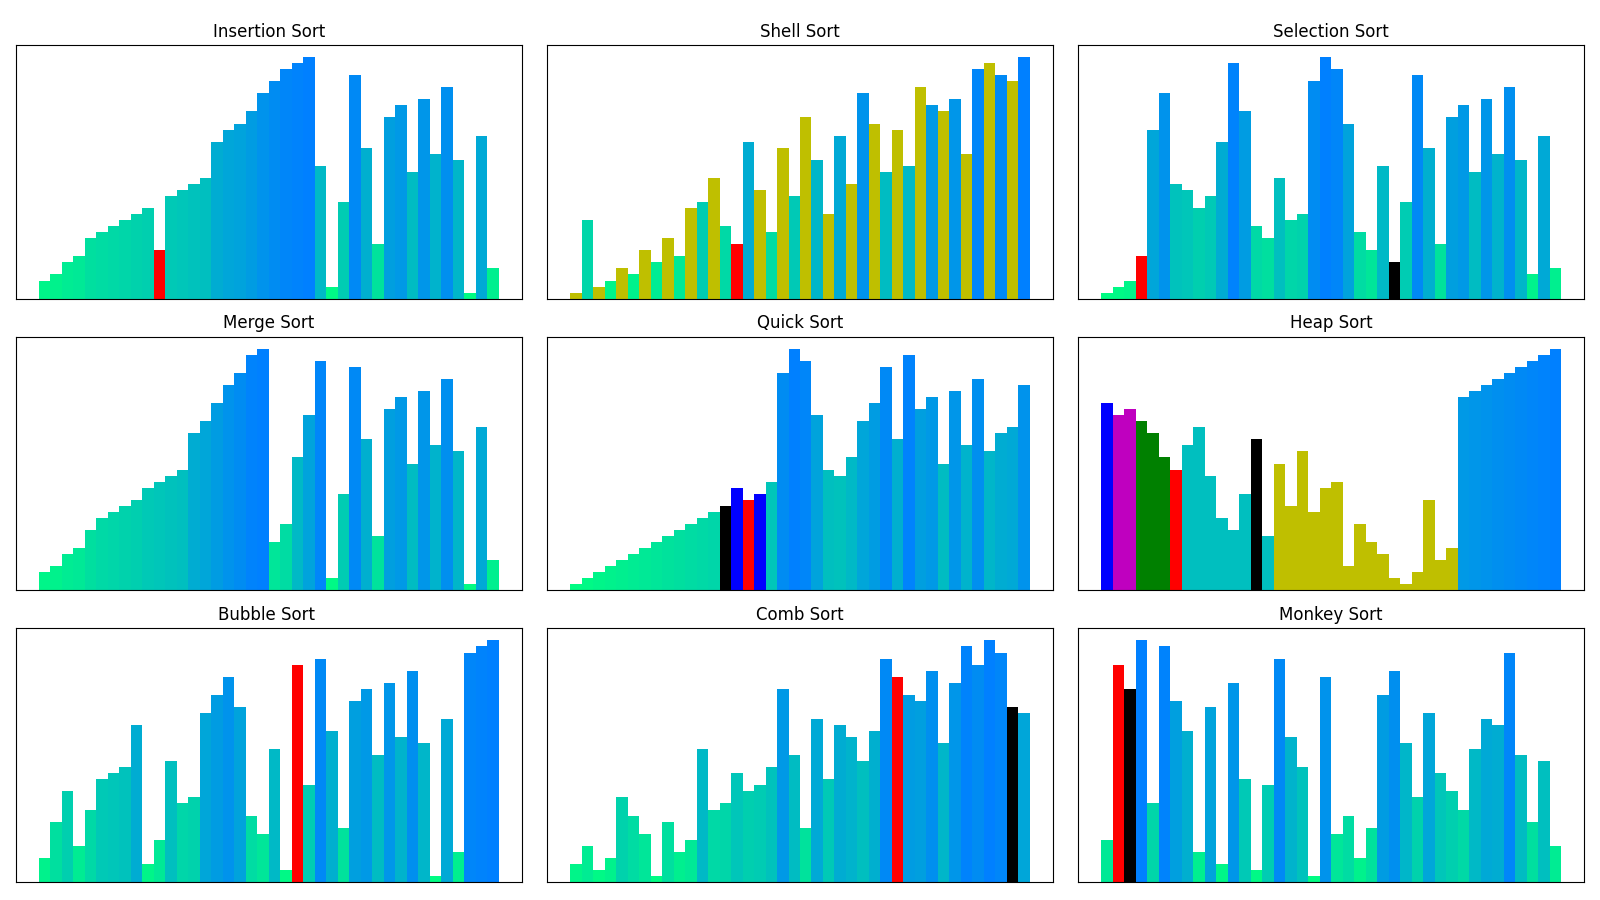 Insertion Sort
Shell Sort
Selection Sort
Merge Sort
Quick Sort
Heap Sort
Bubble Sort
Comb Sort
Monkey Sort